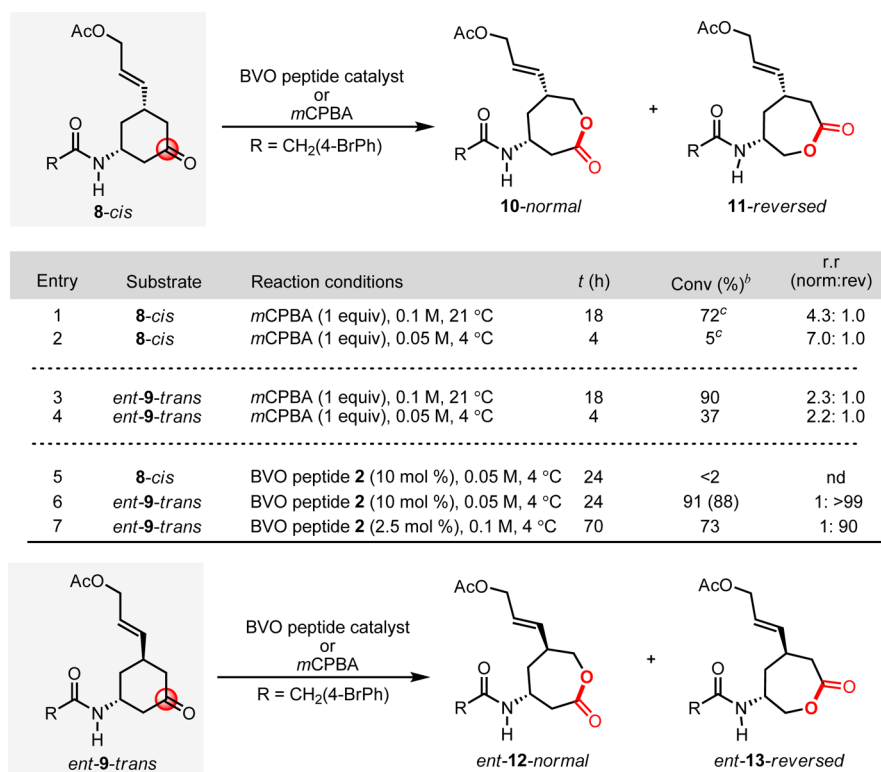 AcO
O
R
N
H
O
8-cis
BVO peptide catalyst
or
mCPBA
R = CH2(4-BrPh)
AcO
O
R
N
H
O
O
10-normal
+
AcO
O
R
N
H
O
O
11-reversed
Entry Substrate Reaction conditions t (h) Conv (%)b r.r (norm:rev)
1 8-cis mCPBA (1 equiv), 0.1 M, 21 °C 18 72c 4.3: 1.0
2 8-cis mCPBA (1 equiv), 0.05 M, 4 °C 4 5c 7.0: 1.0
3 ent-9-trans mCPBA (1 equiv), 0.1 M, 21 °C 18 90 2.3: 1.0
4 ent-9-trans mCPBA (1 equiv), 0.05 M, 4 °C 4 37 2.2: 1.0
5 8-cis BVO peptide 2 (10 mol %), 0.05 M, 4 °C 24 <2 nd
6 ent-9-trans BVO peptide 2 (10 mol %), 0.05 M, 4 °C 24 91 (88) 1: >99
7 ent-9-trans BVO peptide 2 (2.5 mol %), 0.1 M, 4 °C 70 73 1: 90
AcO
O
R
N
H
O
ent-9-trans
BVO peptide catalyst
or
mCPBA
R = CH2(4-BrPh)
AcO
O
R
N
H
O
O
ent-12-normal
+
AcO
O
R
N
H
O
O
ent-13-reversed